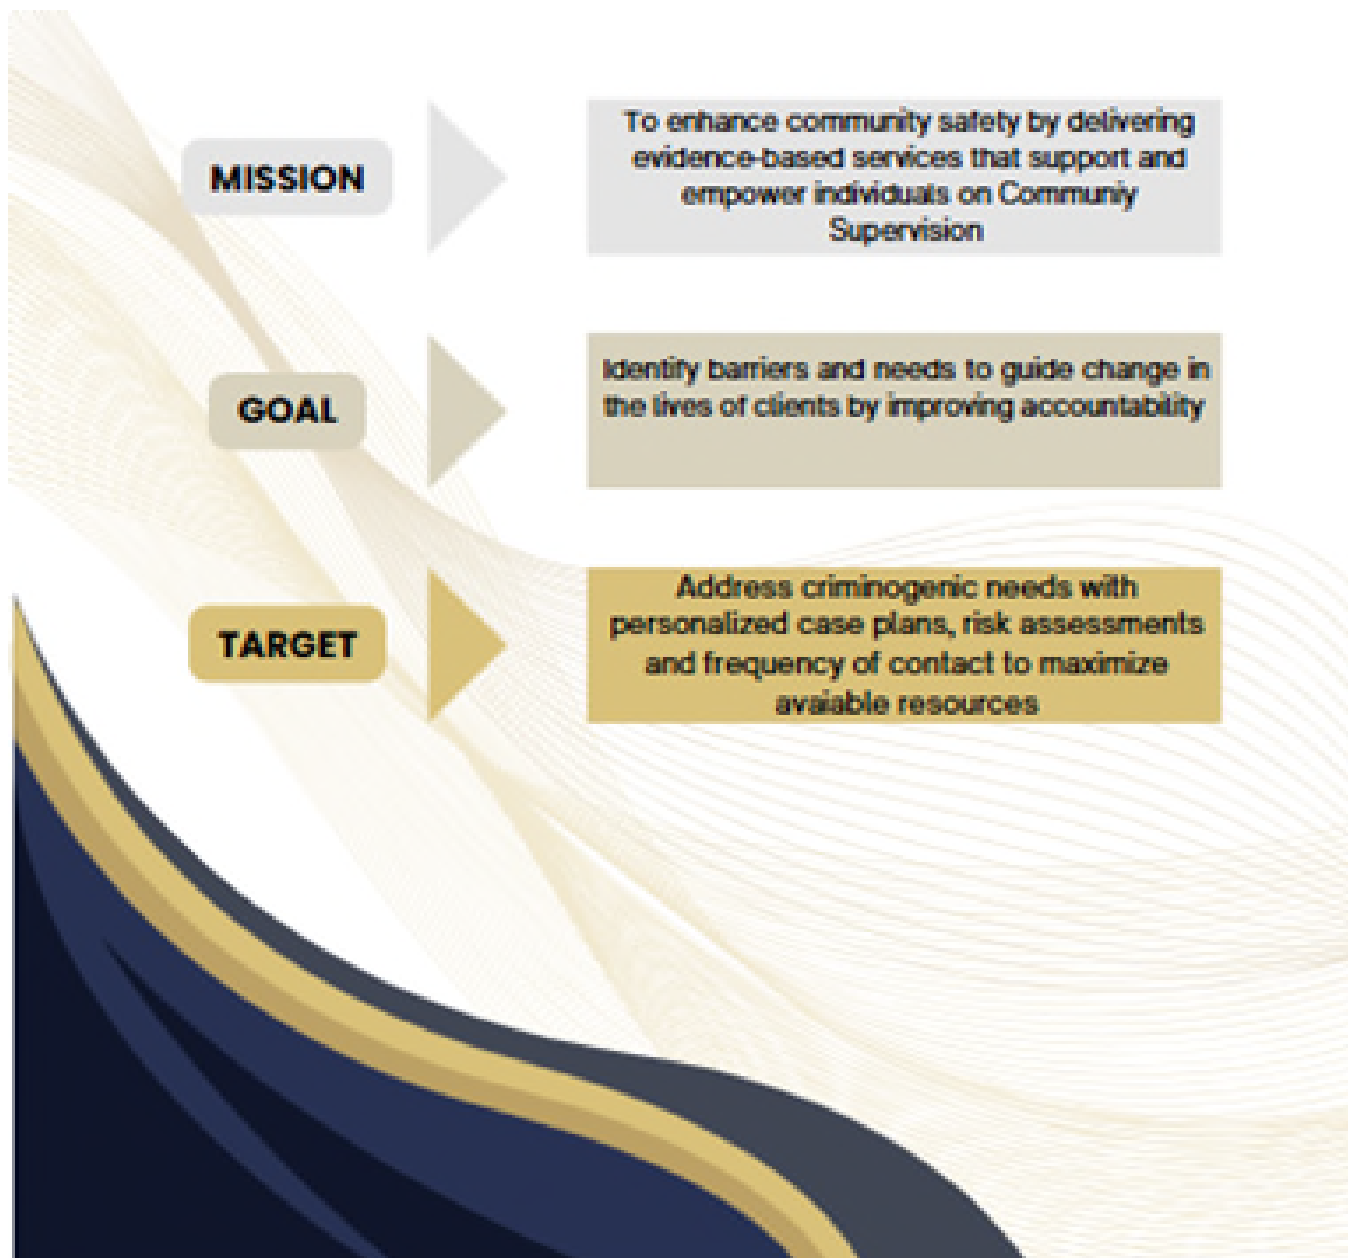 MISSION
To enhance community safety by delivering
evidence-based services that support and
empower individuals on Communiy
Supervision
GOAL
Identify barriers and needs to guide change in
the lives of clients by improving accountability
TARGET
Address criminogenic needs with
personalized case plans, risk assessments
and frequency of contact to maximize
avaiable resources